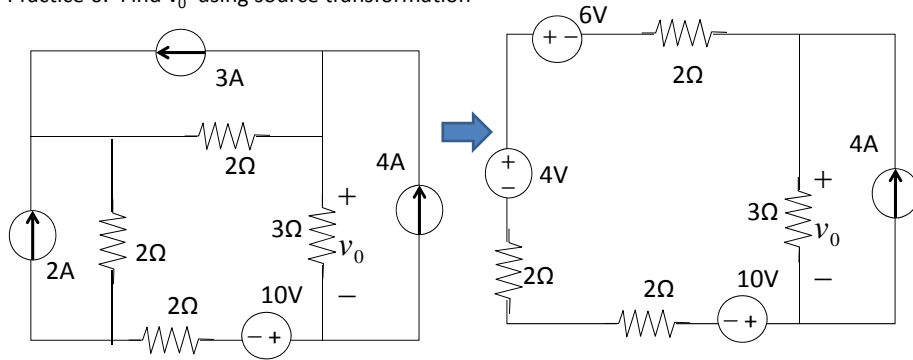 Practice 6: Find v0 using source transformation
6V
+ −
2Ω
3A
2Ω
4A
+
3Ω
v0
−
2A
2Ω
2Ω
10V
− +
+
−
4V
2Ω
2Ω
10V
− +
4A
+
3Ω
v0
−